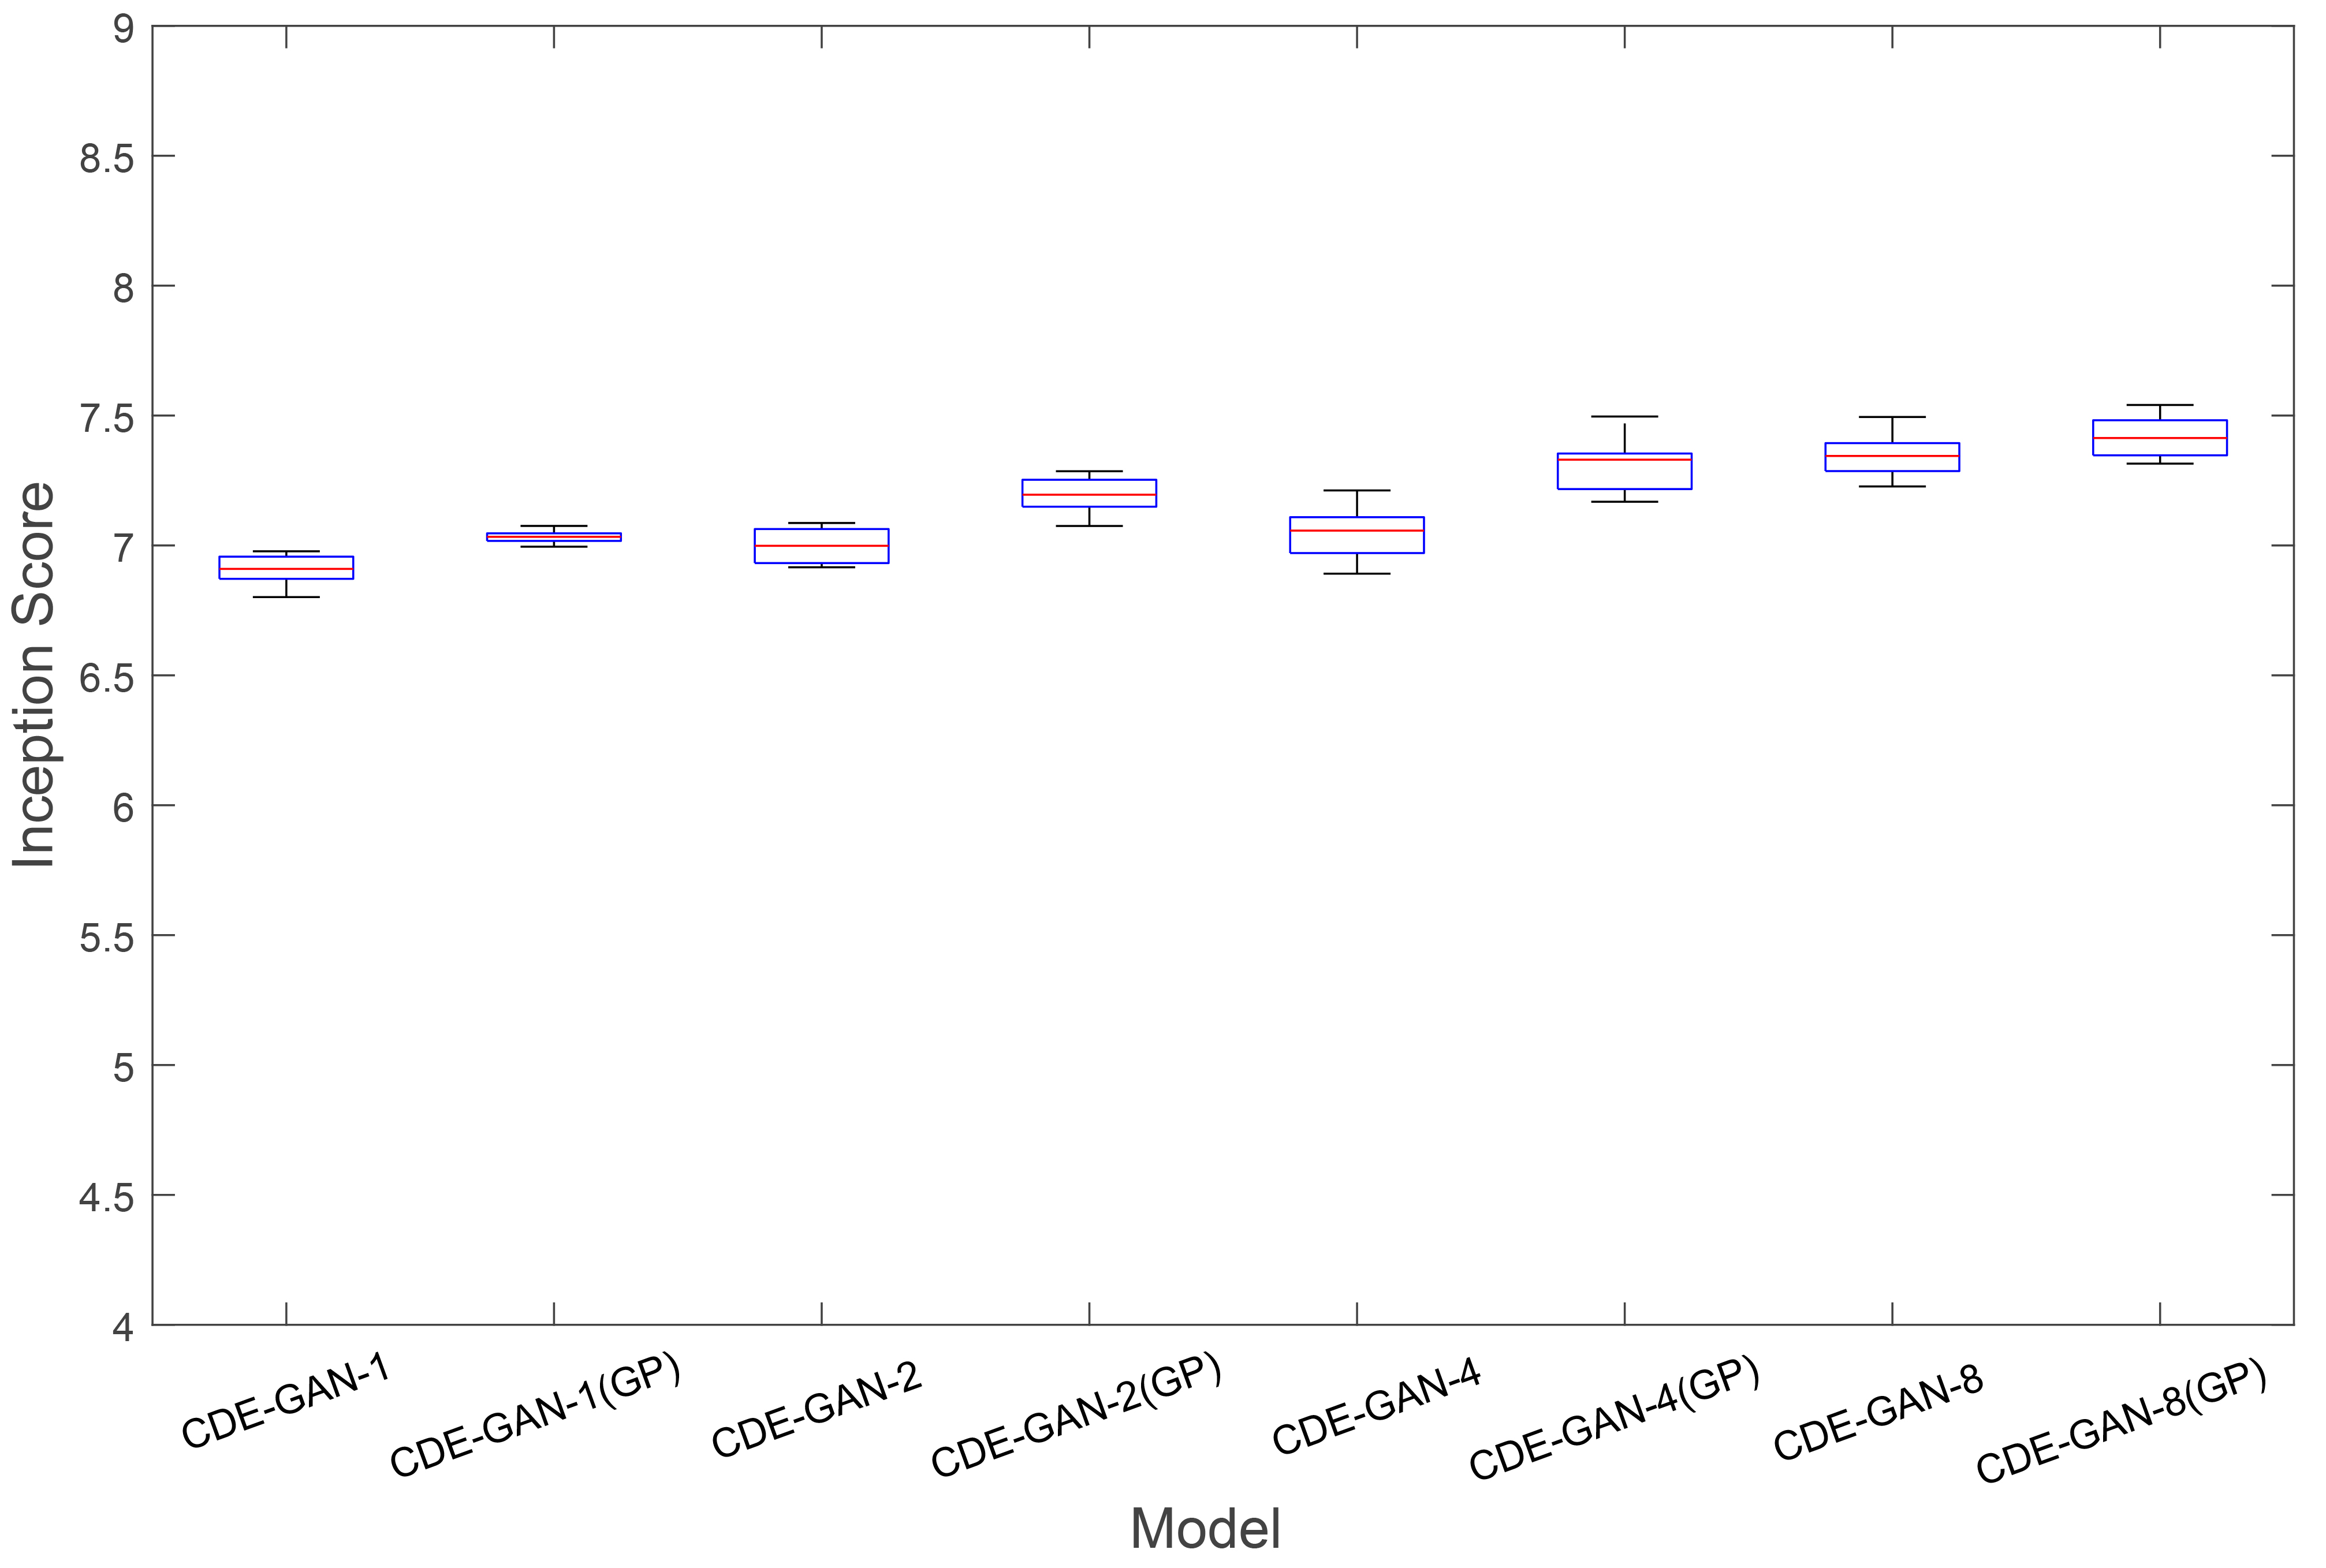 9
8.5
8
7.5
7
6.5
6
5.5
5
4.5
4
Inception Score
CDE-GAN-1
CDE-GAN-1(GP)
CDE-GAN-2
CDE-GAN-2(GP)
CDE-GAN-4
CDE-GAN-4(GP)
CDE-GAN-8
CDE-GAN-8(GP)
Model